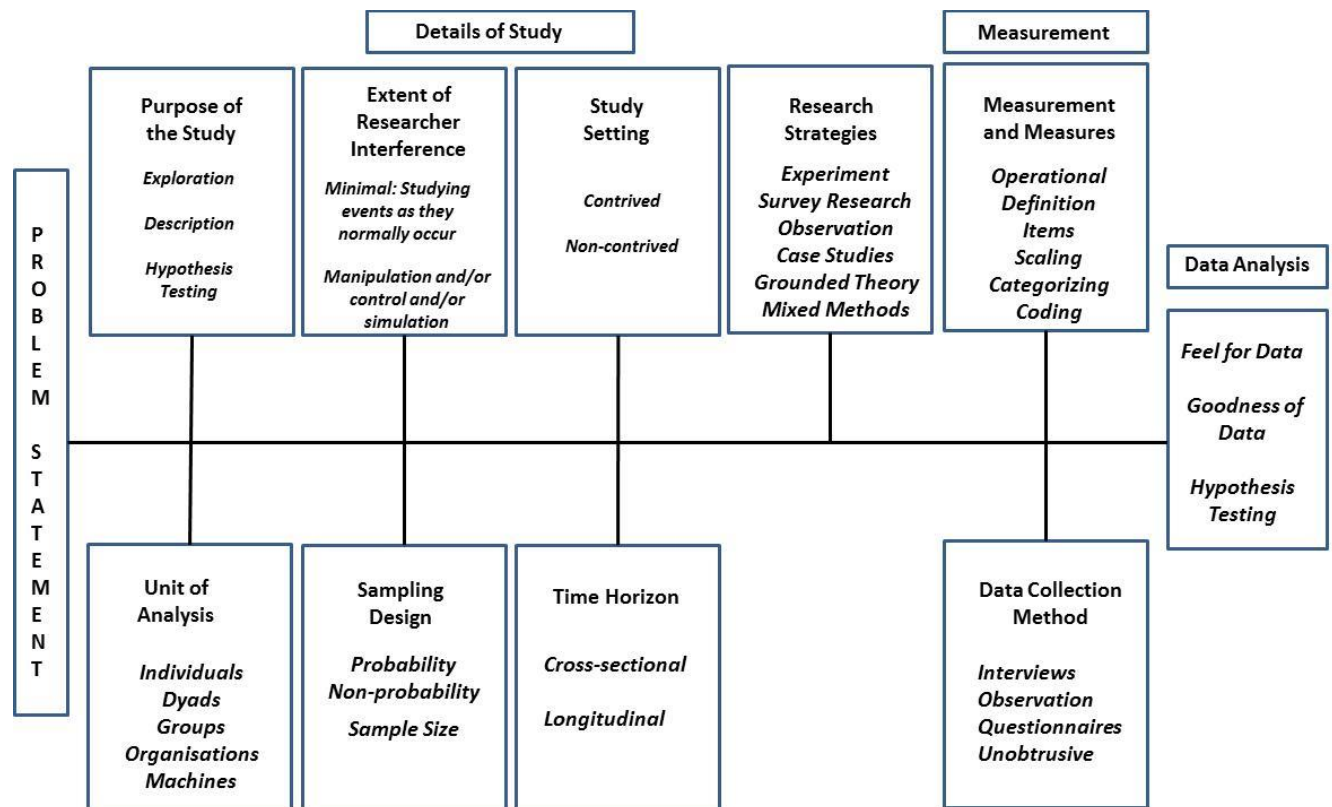 Details of Study
Measurement
PROBLEM STATEMENT
Purpose of
the Study
Exploration
Description
Hypothesis
Testing
Extent of
Researcher
Interference
Minimal: Studying
events as they
normally occur
Manipulation and/or
control and/or
simulation
Study
Setting
Contrived
Non-contrived
Research
Strategies
Experiment
Survey Research
Observation
Case Studies
Grounded Theory
Mixed Methods
Measurement
and Measures
Operational
Definition
Items
Scaling
Categorizing
Coding
Data Analysis
Feel for Data
Goodness of
Data
Hypothesis
Testing
Unit of
Analysis
Individuals
Dyads
Groups
Organisations
Machines
Sampling
Design
Probability
Non-probability
Sample Size
Time Horizon
Cross-sectional
Longitudinal
Data Collection
Method
Interviews
Observation
Questionnaires
Unobtrusive